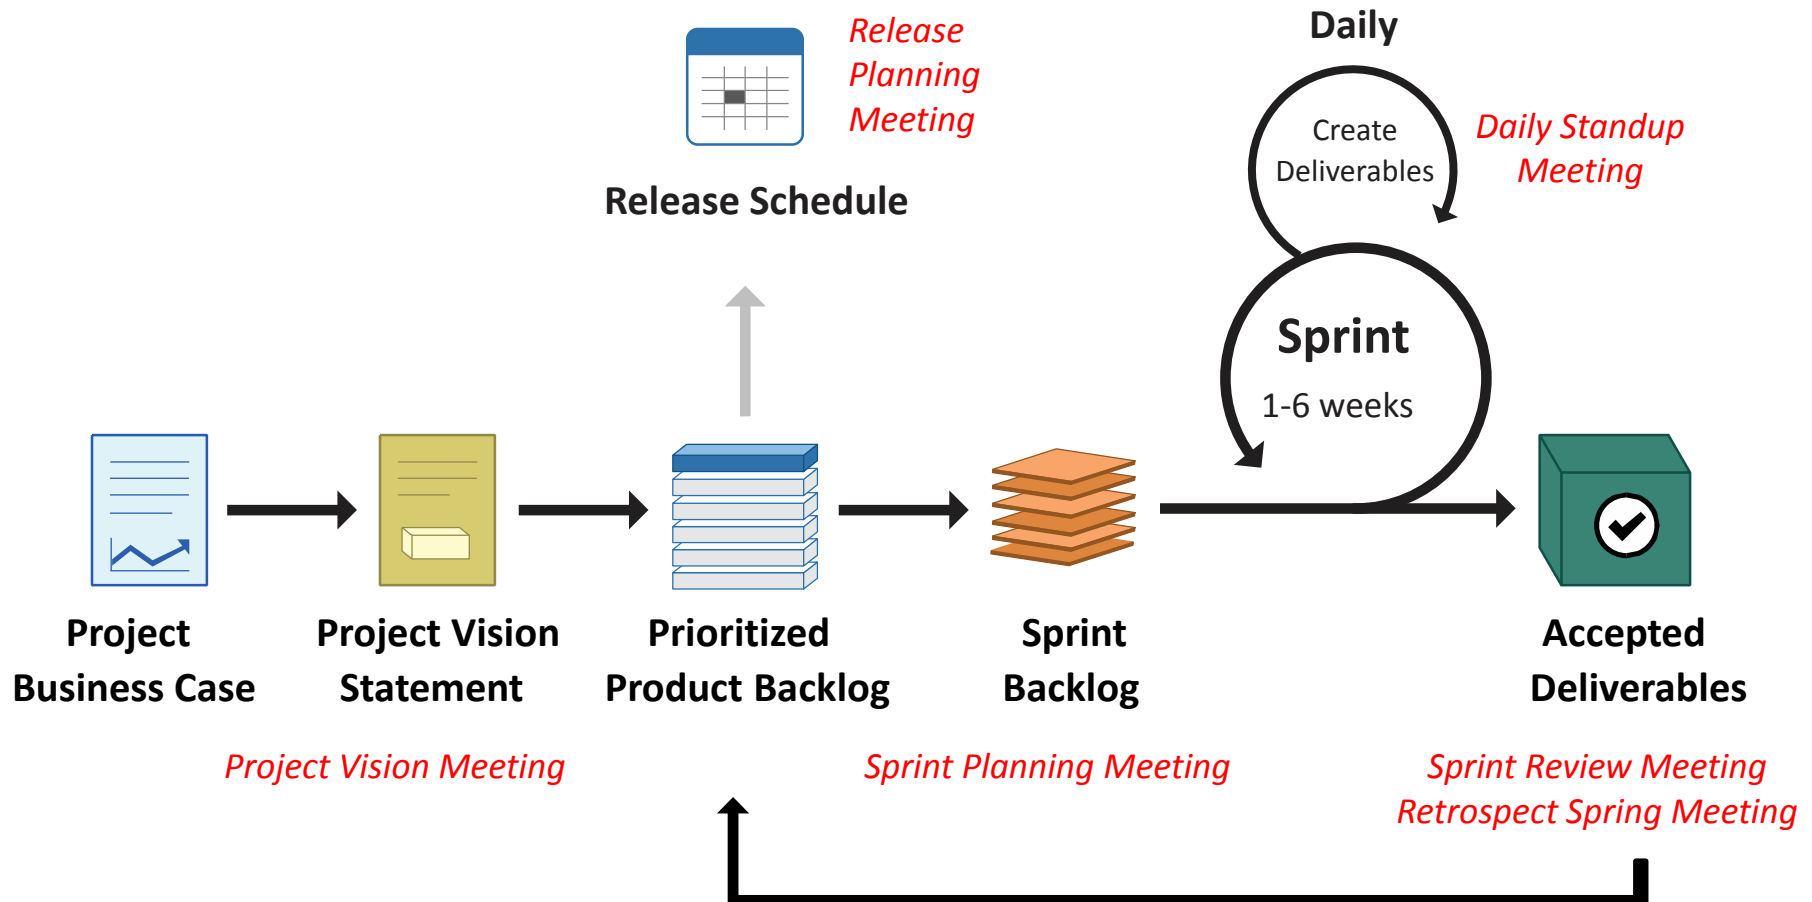 Release
Planning
Meeting
Release Schedule
Daily
Create
Deliverables
Daily Standup
Meeting
Sprint
1-6 weeks
Project
Business Case
Project Vision
Statement
Prioritized
Product Backlog
Sprint
Backlog
Accepted
Deliverables
Project Vision Meeting
Sprint Planning Meeting
Sprint Review Meeting
Retrospect Spring Meeting